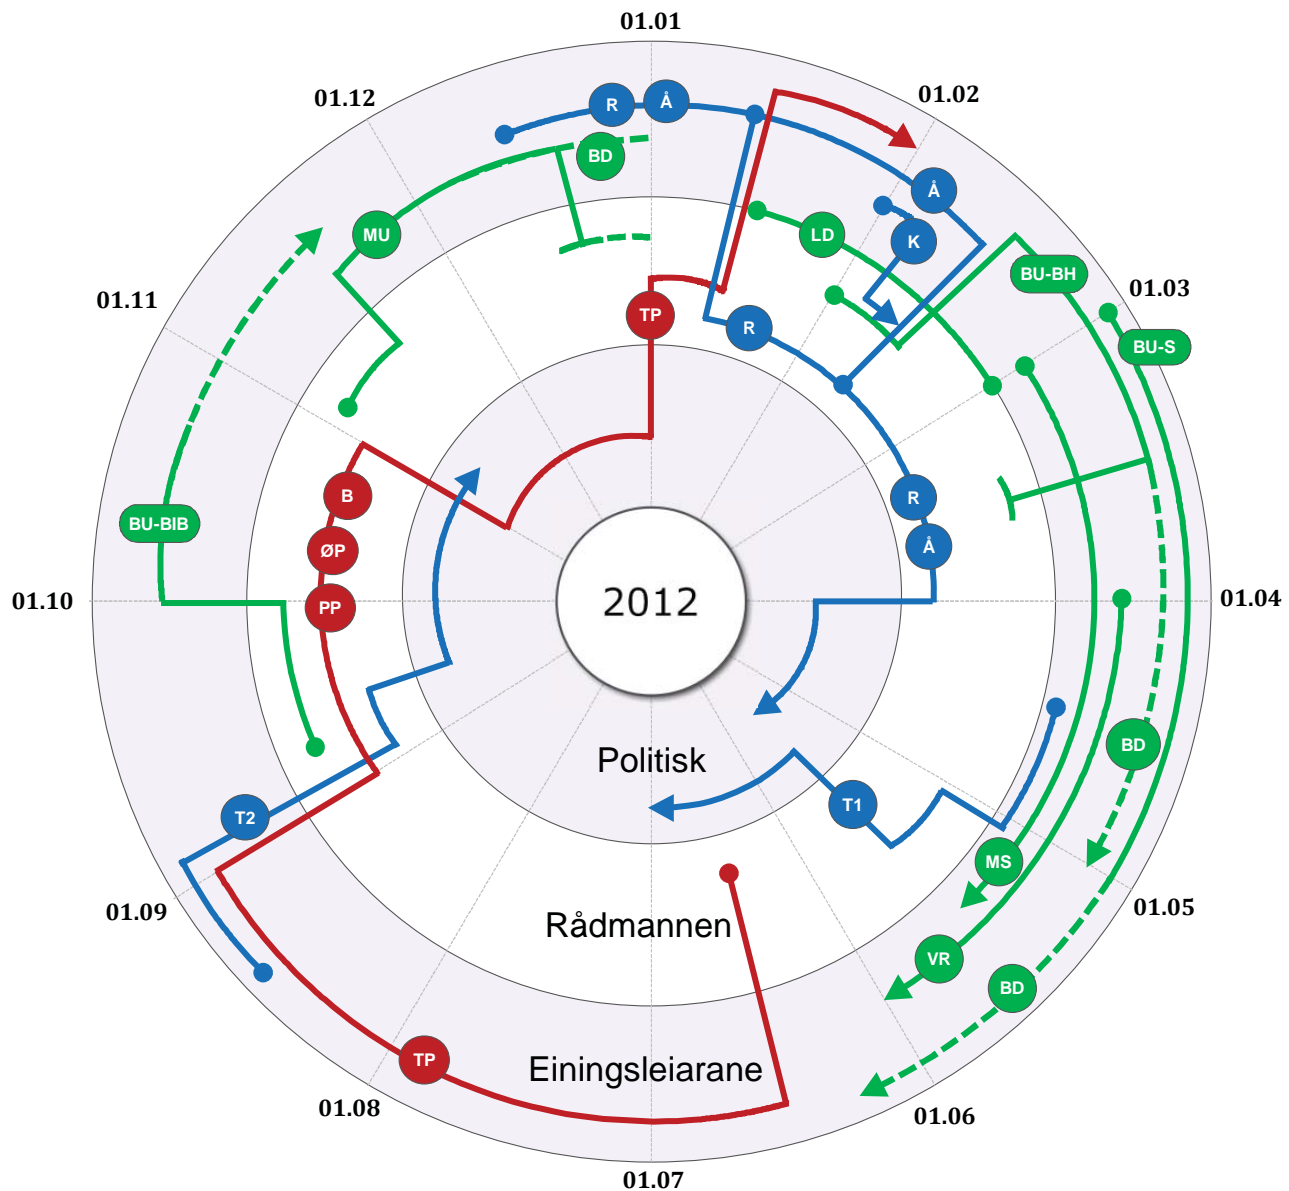 01.01
01.12
01.02
R
Å
BD
Å
MU
LD
K
BU-BH
01.03
01.11
TP
R
BU-S
B
R
BU-BIB
ØP
Å
01.10
PP
2012
01.04
BD
Politisk
T2
T1
MS
01.09
01.05
Rådmannen
VR
BD
TP
Einingsleiarane
01.08
01.06
01.07